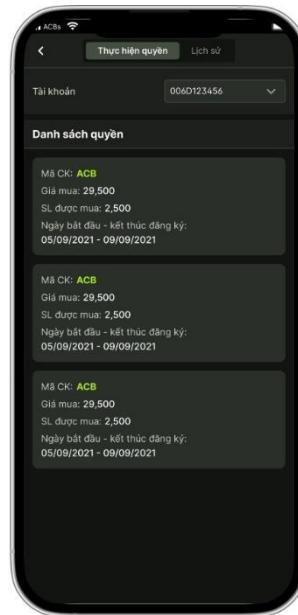 ACBs
Thực hiện quyền
Lịch sử
Tài khoản
006D123456
Danh sách quyền
Mã CK: ACB
Giá mua: 29,500
SL được mua: 2,500
Ngày bắt đầu - kết thúc đăng ký:
05/09/2021 - 09/09/2021
Mã CK: ACB
Giá mua: 29,500
SL được mua: 2,500
Ngày bắt đầu - kết thúc đăng ký:
05/09/2021 - 09/09/2021
Mã CK: ACB
Giá mua: 29,500
SL được mua: 2,500
Ngày bắt đầu - kết thúc đăng ký:
05/09/2021 - 09/09/2021